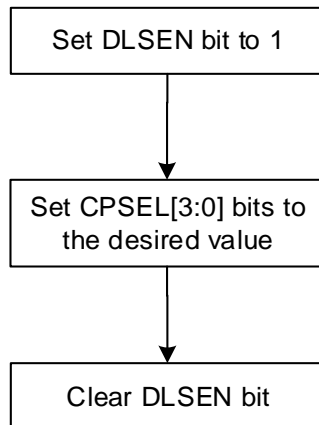 Set DLSEN bit to 1
Set CPSEL[3:0] bits to
the desired value
Clear DLSEN bit